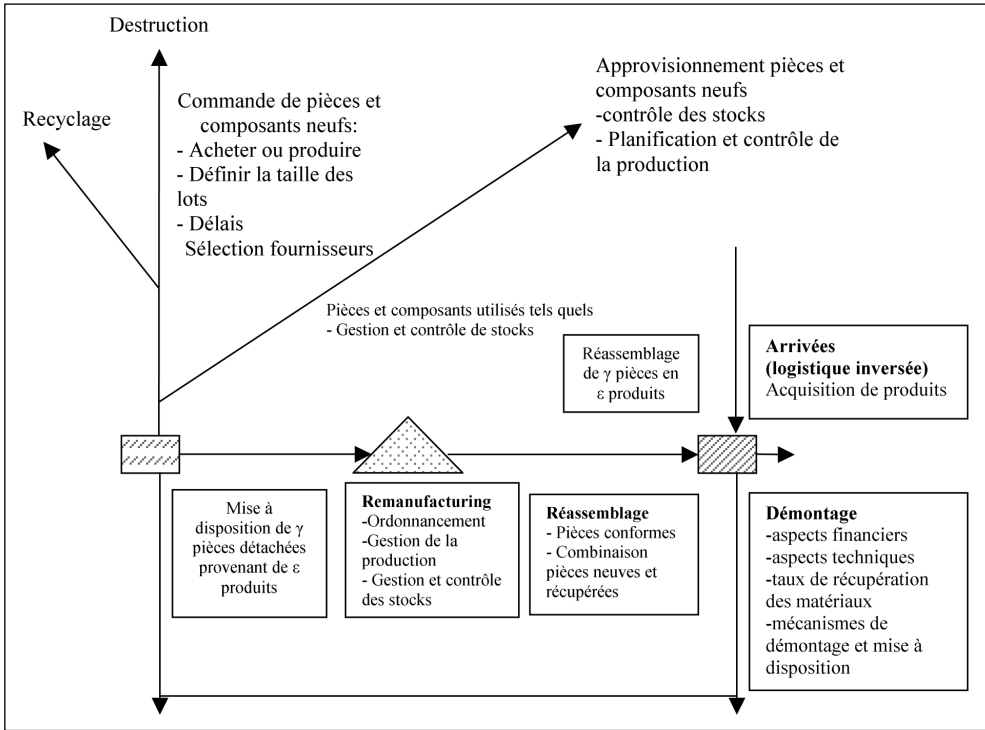 Destruction
Recyclage
Commande de pièces et
composants neufs:
- Acheter ou produire
- Définir la taille des
lots
- Délais
Sélection fournisseurs
Approvisionnement pièces et
composants neufs
-contrôle des stocks
- Planification et contrôle de
la production
Pièces et composants utilisés tels quels
- Gestion et contrôle de stocks
Réassemblage
de γ pièces en
ε produits
Arrivées
(logistique inversée)
Acquisition de produits
Mise à
disposition de γ
pièces détachées
provenant de ε
produits
Remanufacturing
-Ordonnancement
-Gestion de la
production
- Gestion et contrôle
des stocks
Réassemblage
- Pièces conformes
- Combinaison
pièces neuves et
récupérées
Démontage
-aspects financiers
-aspects techniques
-taux de récupération
des matériaux
-mécanismes de
démontage et mise à
disposition